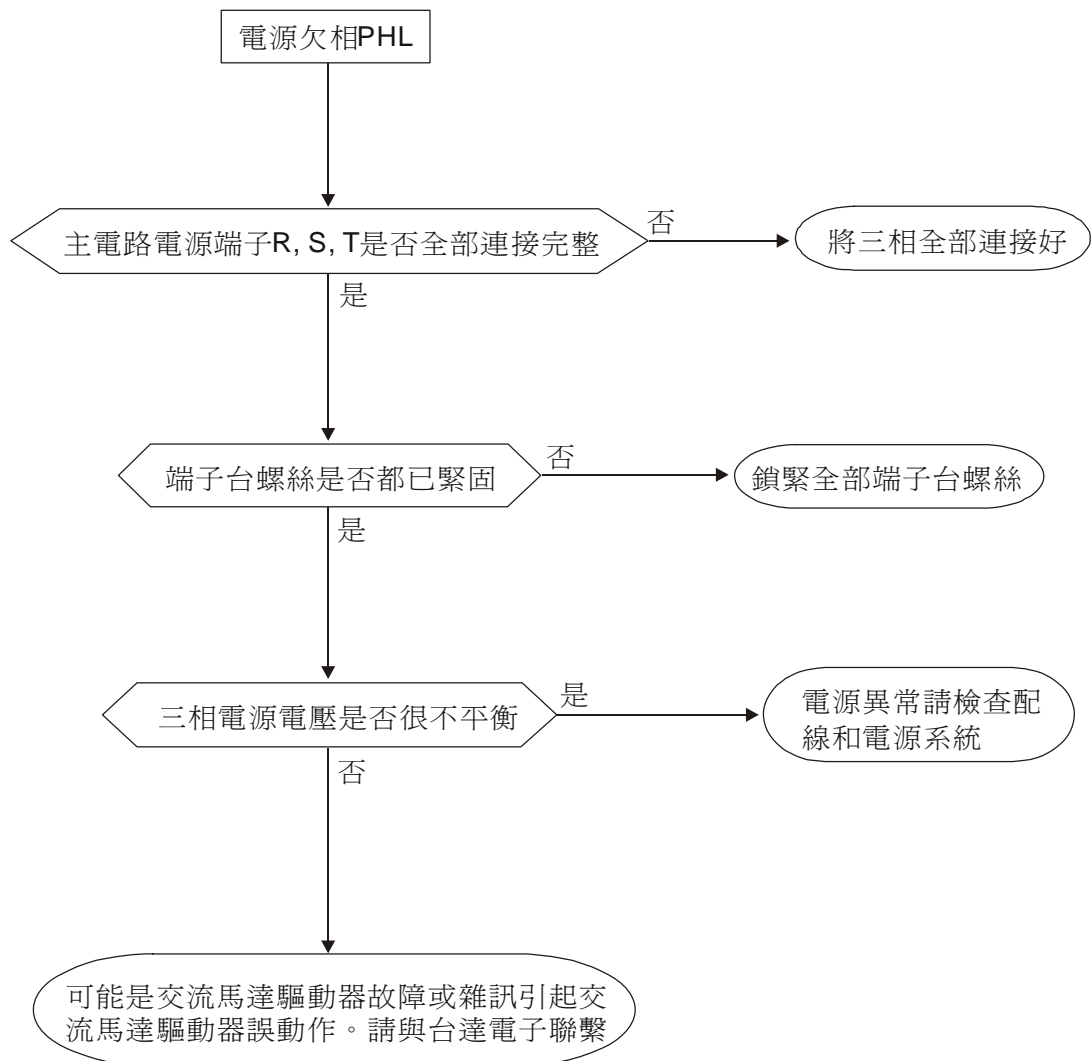 電源欠相PHL
主電路電源端子R, S, T是否全部連接完整
否
將三相全部連接好
是
端子台螺絲是否都已緊固
否
鎖緊全部端子台螺絲
是
三相電源電壓是否很不平衡
是
電源異常請檢查配
線和電源系統
否
可能是交流馬達驅動器故障或雜訊引起交
流馬達驅動器誤動作。請與台達電子聯繫